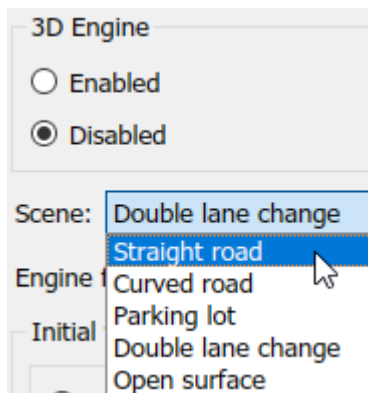 3D Engine
Enabled
Disabled
Scene: Double lane change
Straight road
Engine
Curved road
Parking lot
Initial
Double lane change
Open surface